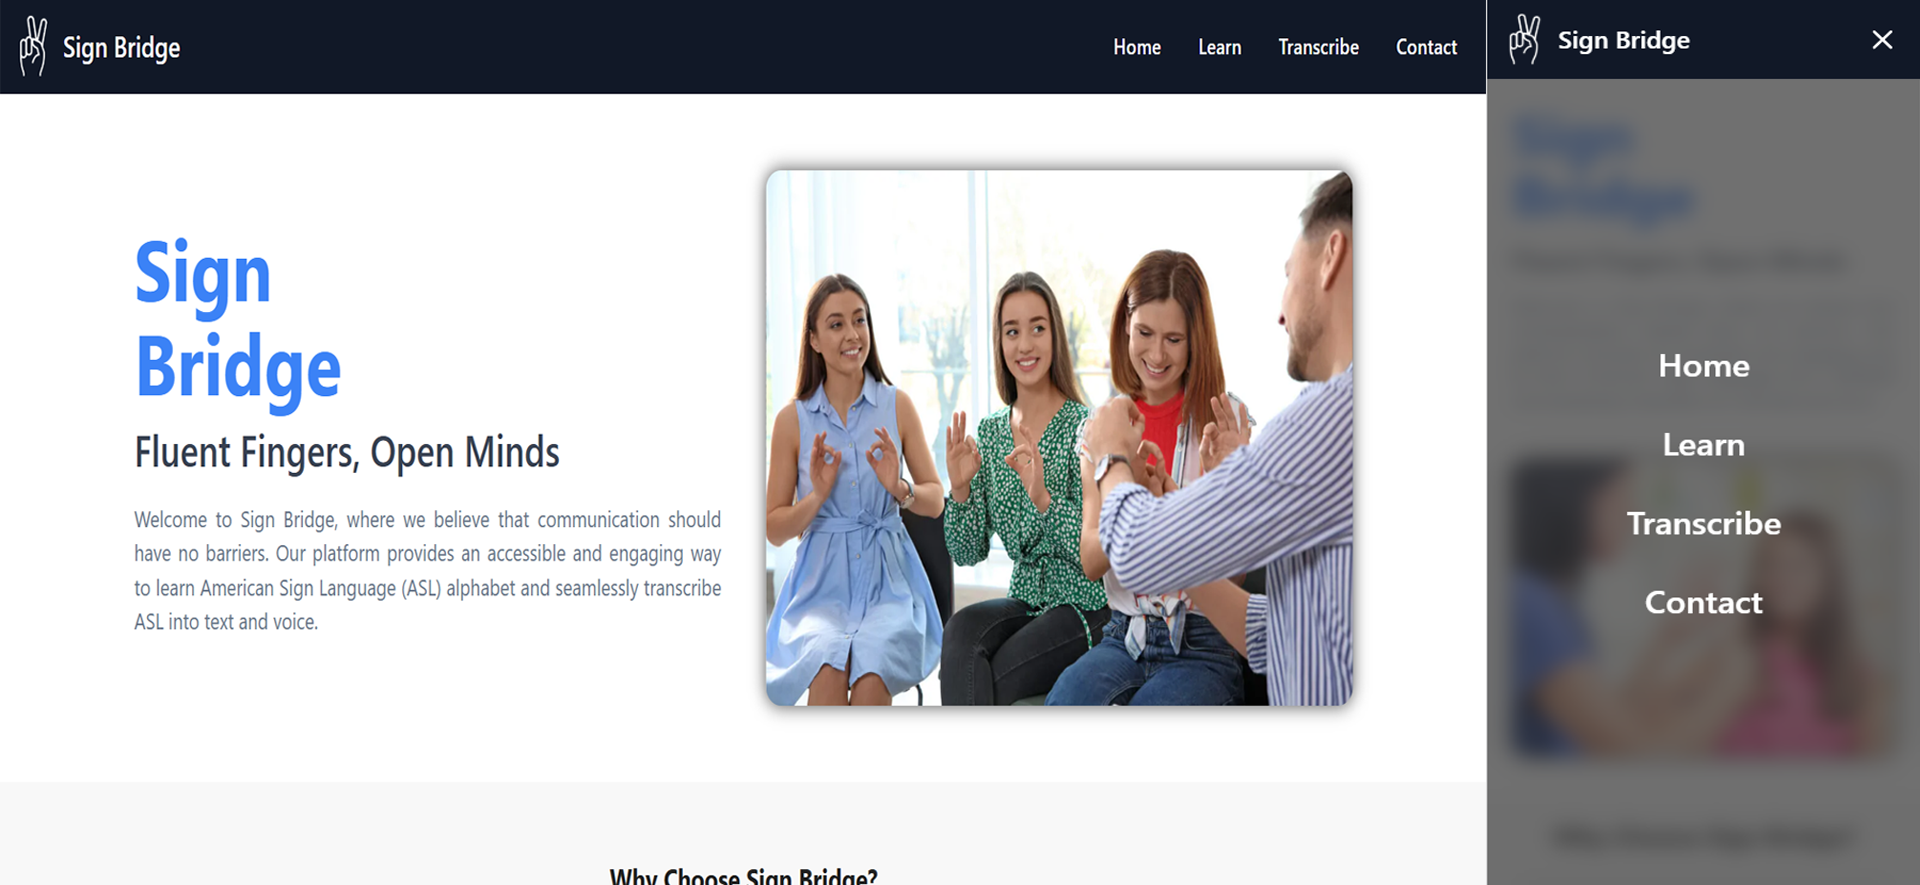 Sign Bridge
Home Learn Transcribe Contact
Sign
Bridge
Fluent Fingers, Open Minds
Welcome to Sign Bridge, where we believe that communication should
have no barriers. Our platform provides an accessible and engaging way
to learn American Sign Language (ASL) alphabet and seamlessly transcribe
ASL into text and voice.
Why Choose Sign Bridge?
Sign Bridge
Sign
Bridge
Home
Learn
Transcribe
Contact